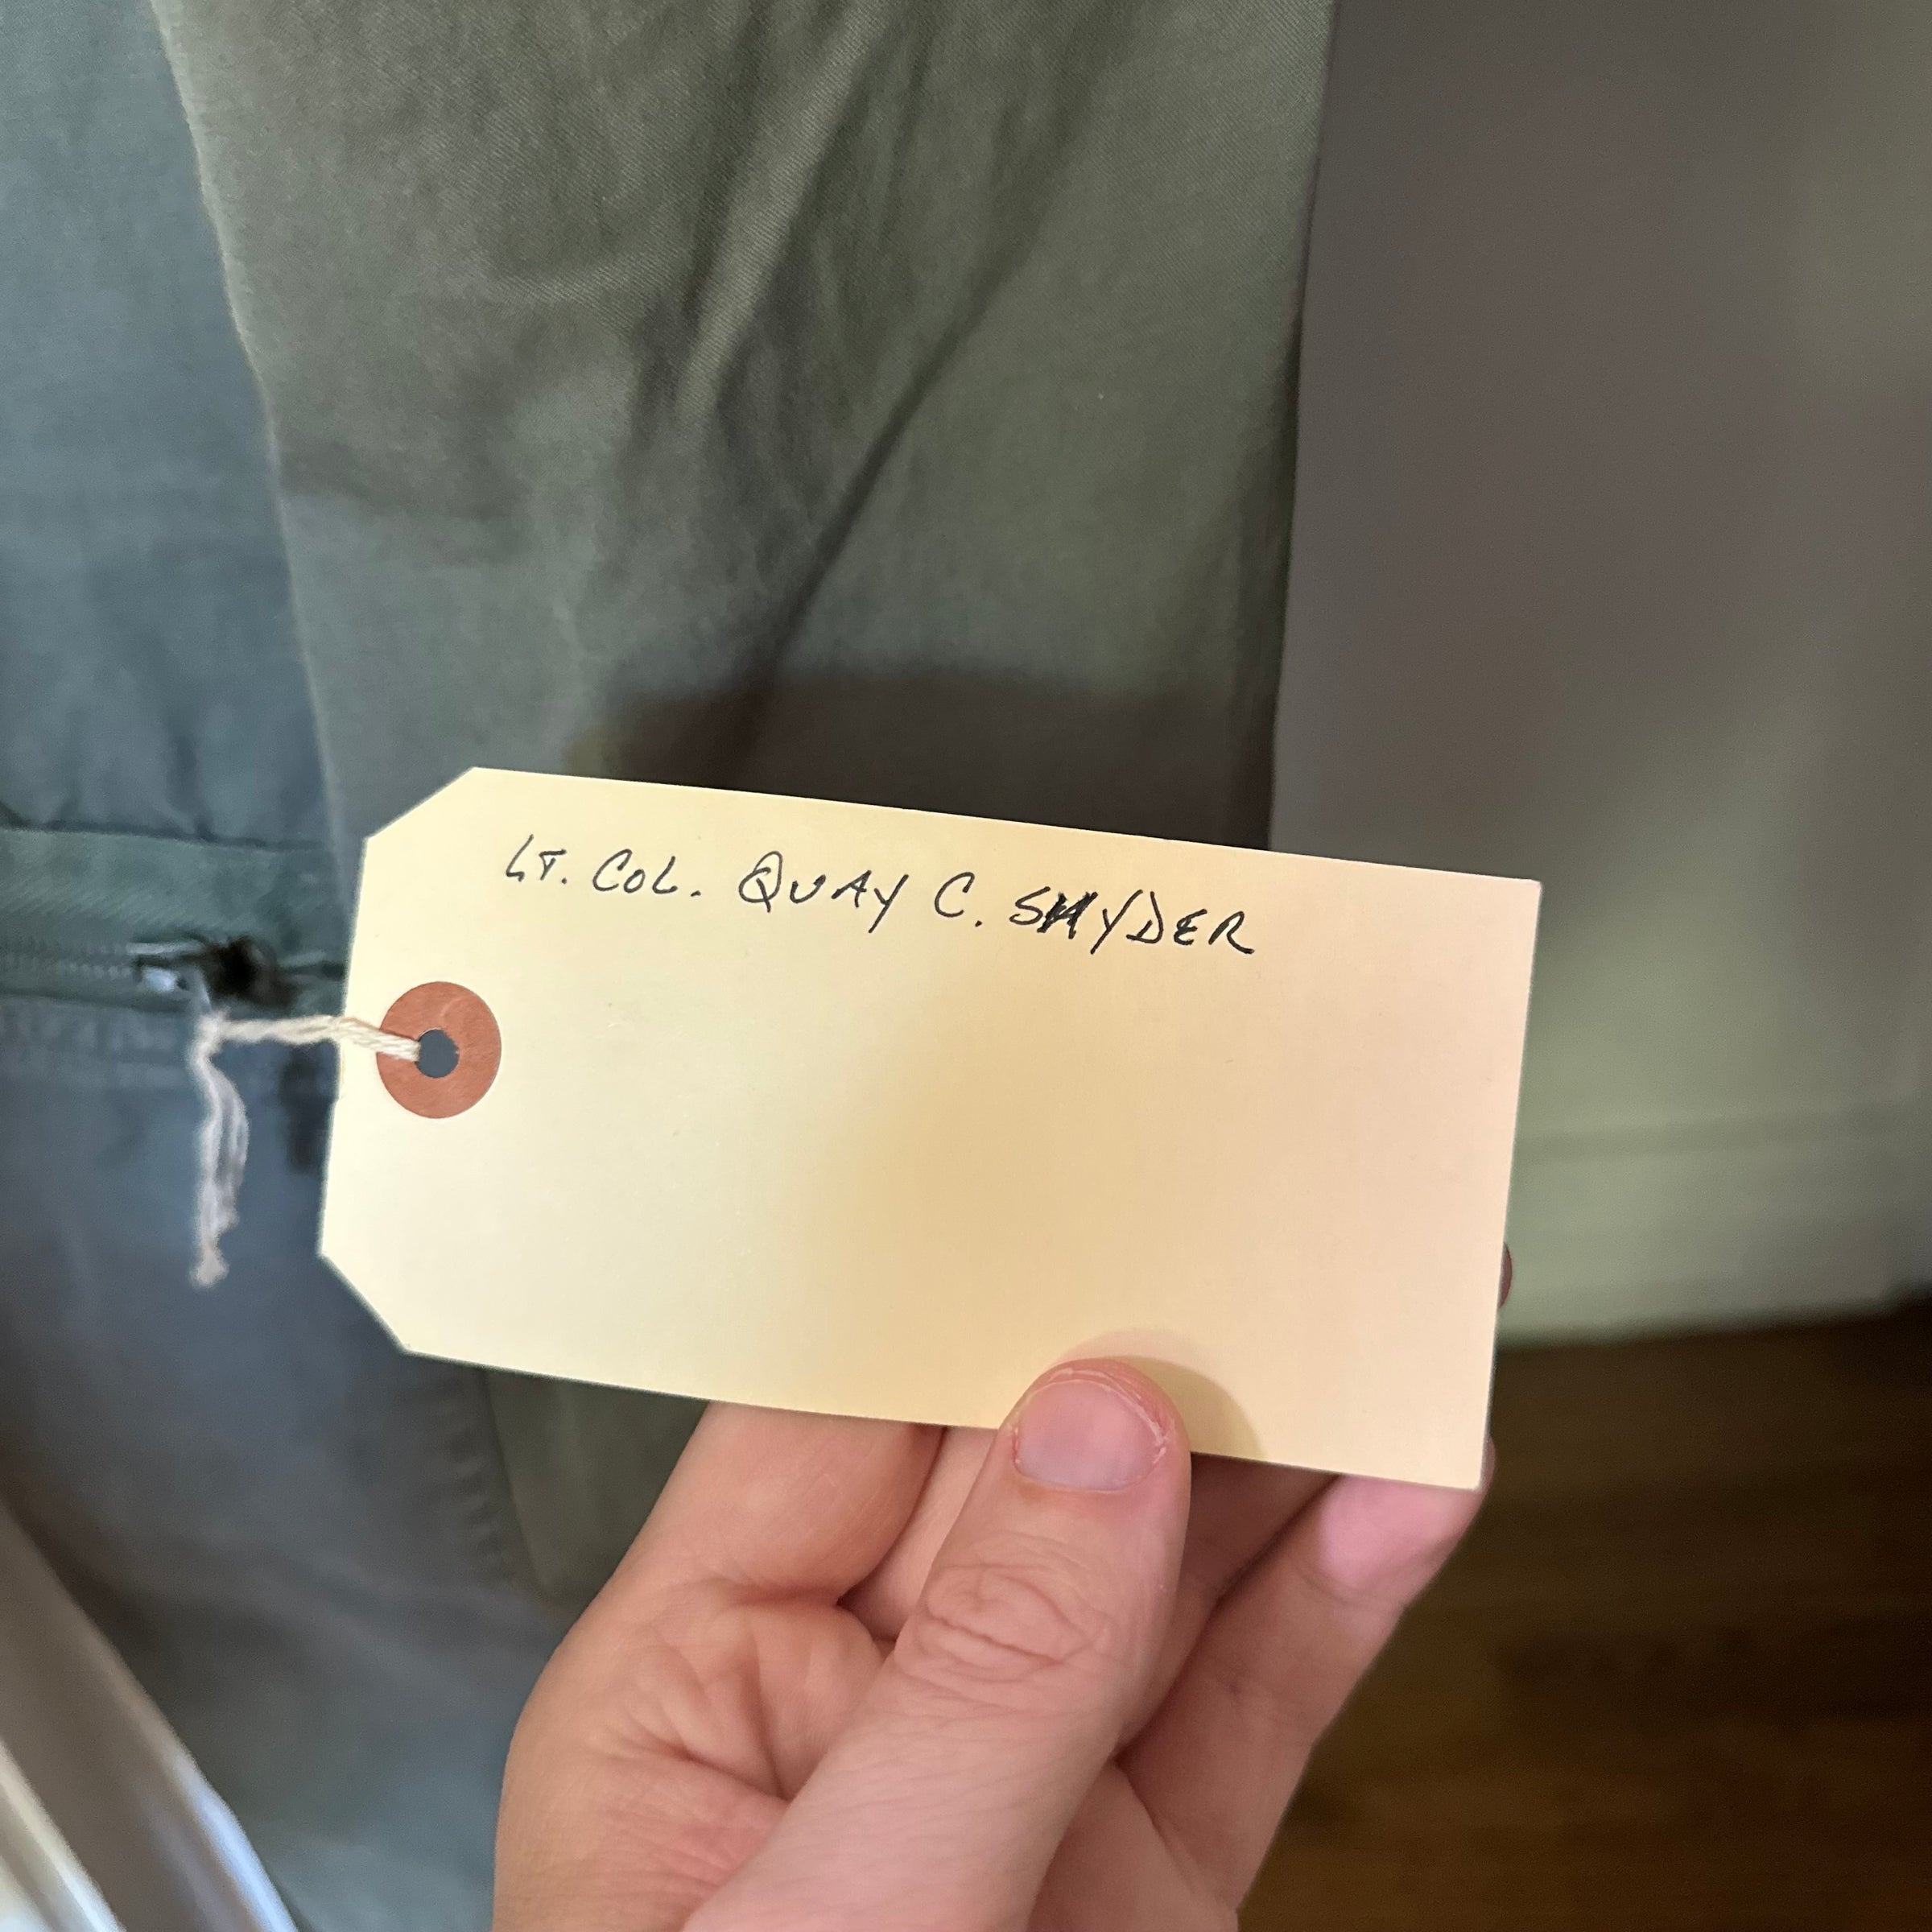 LT. COL. QUAY C. SNYDER